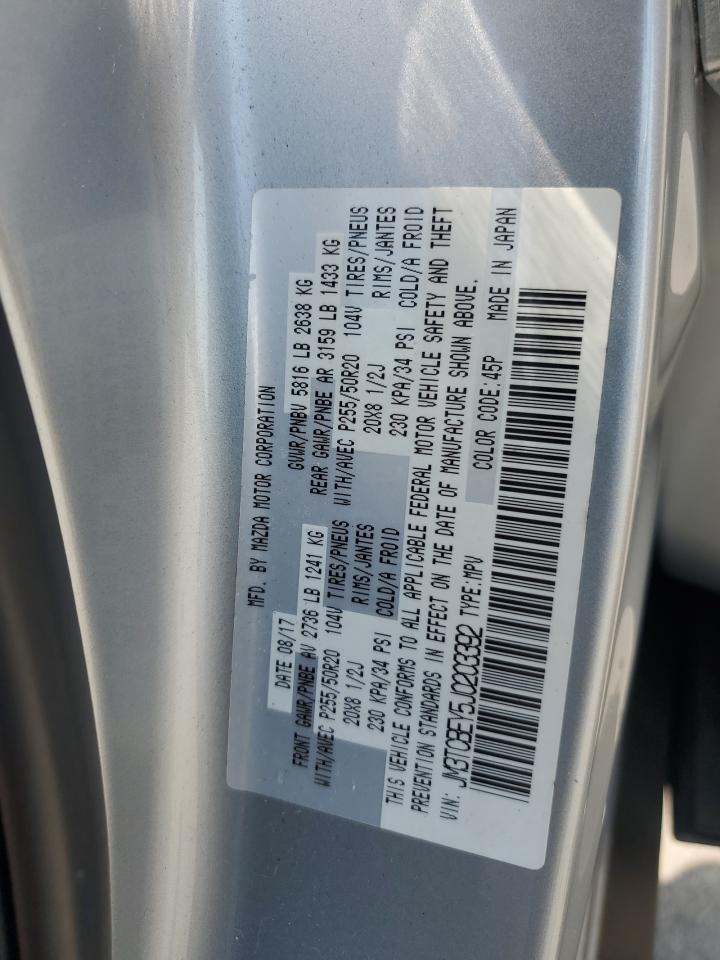 MFD. BY MAZDA MOTOR CORPORATION
DATE 08/17 GVWR/PNBV 5816 LB 2638 KG
FRONT GAWR/PNBE AV 2736 LB 1241 KG REAR GAWR/PNBE AR 3159 LB 1433 KG
WITH/AVEC P255/50R20 104V TIRES/PNEUS WITH/AVEC P255/50R20 104V TIRES/PNEUS
20X8 1/2J RIMS/JANTES 20X8 1/2J RIMS/JANTES
230 KPA/34 PSI COLD/A FROID 230 KPA/34 PSI COLD/A FROID
THIS VEHICLE CONFORMS TO ALL APPLICABLE FEDERAL MOTOR VEHICLE SAFETY AND THEFT
PREVENTION STANDARDS IN EFFECT ON THE DATE OF MANUFACTURE SHOWN ABOVE.
VIN: JM3TCBEY5J0203392 TYPE:MPV COLOR CODE:45P MADE IN JAPAN